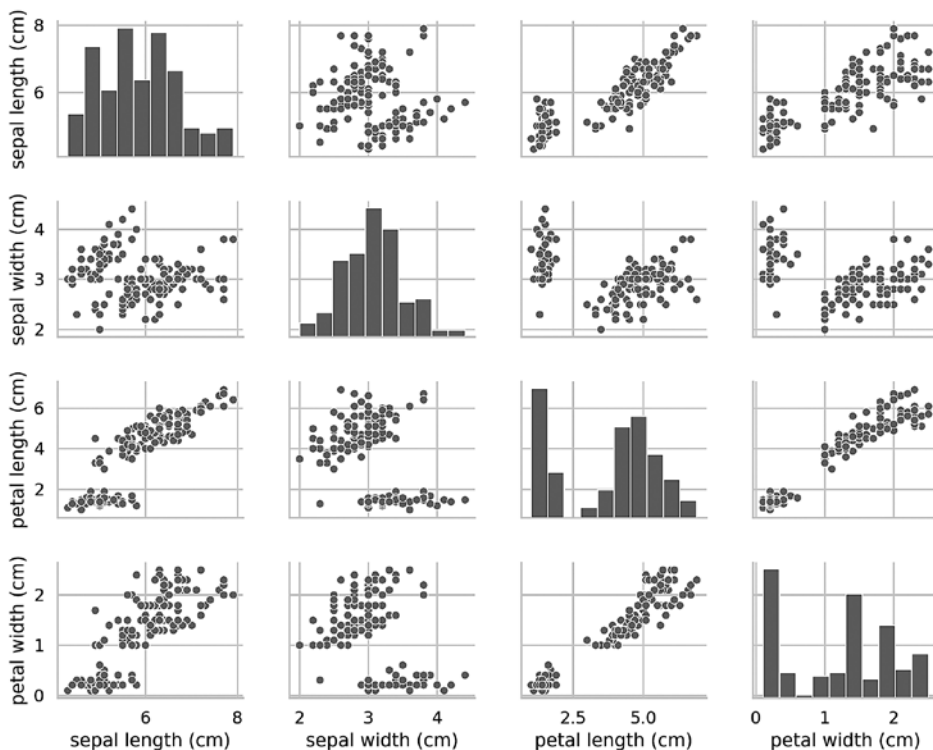 sepal length (cm)
8
6
sepal width (cm)
4
3
2
petal length (cm)
6
4
2
petal width (cm)
2
1
0
6
8
sepal length (cm)
2
3
4
sepal width (cm)
2.5
5.0
petal length (cm)
0
1
2
petal width (cm)